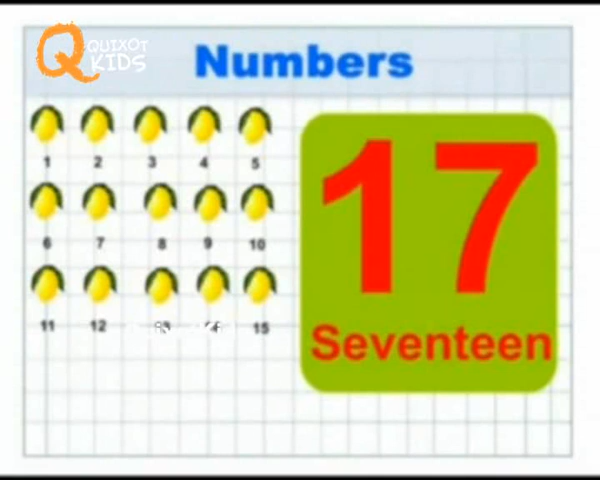 QUIXOT
KIDS
Numbers
1 2 3 4 5
6 7 8 9 10
11 12 15
17
Seventeen